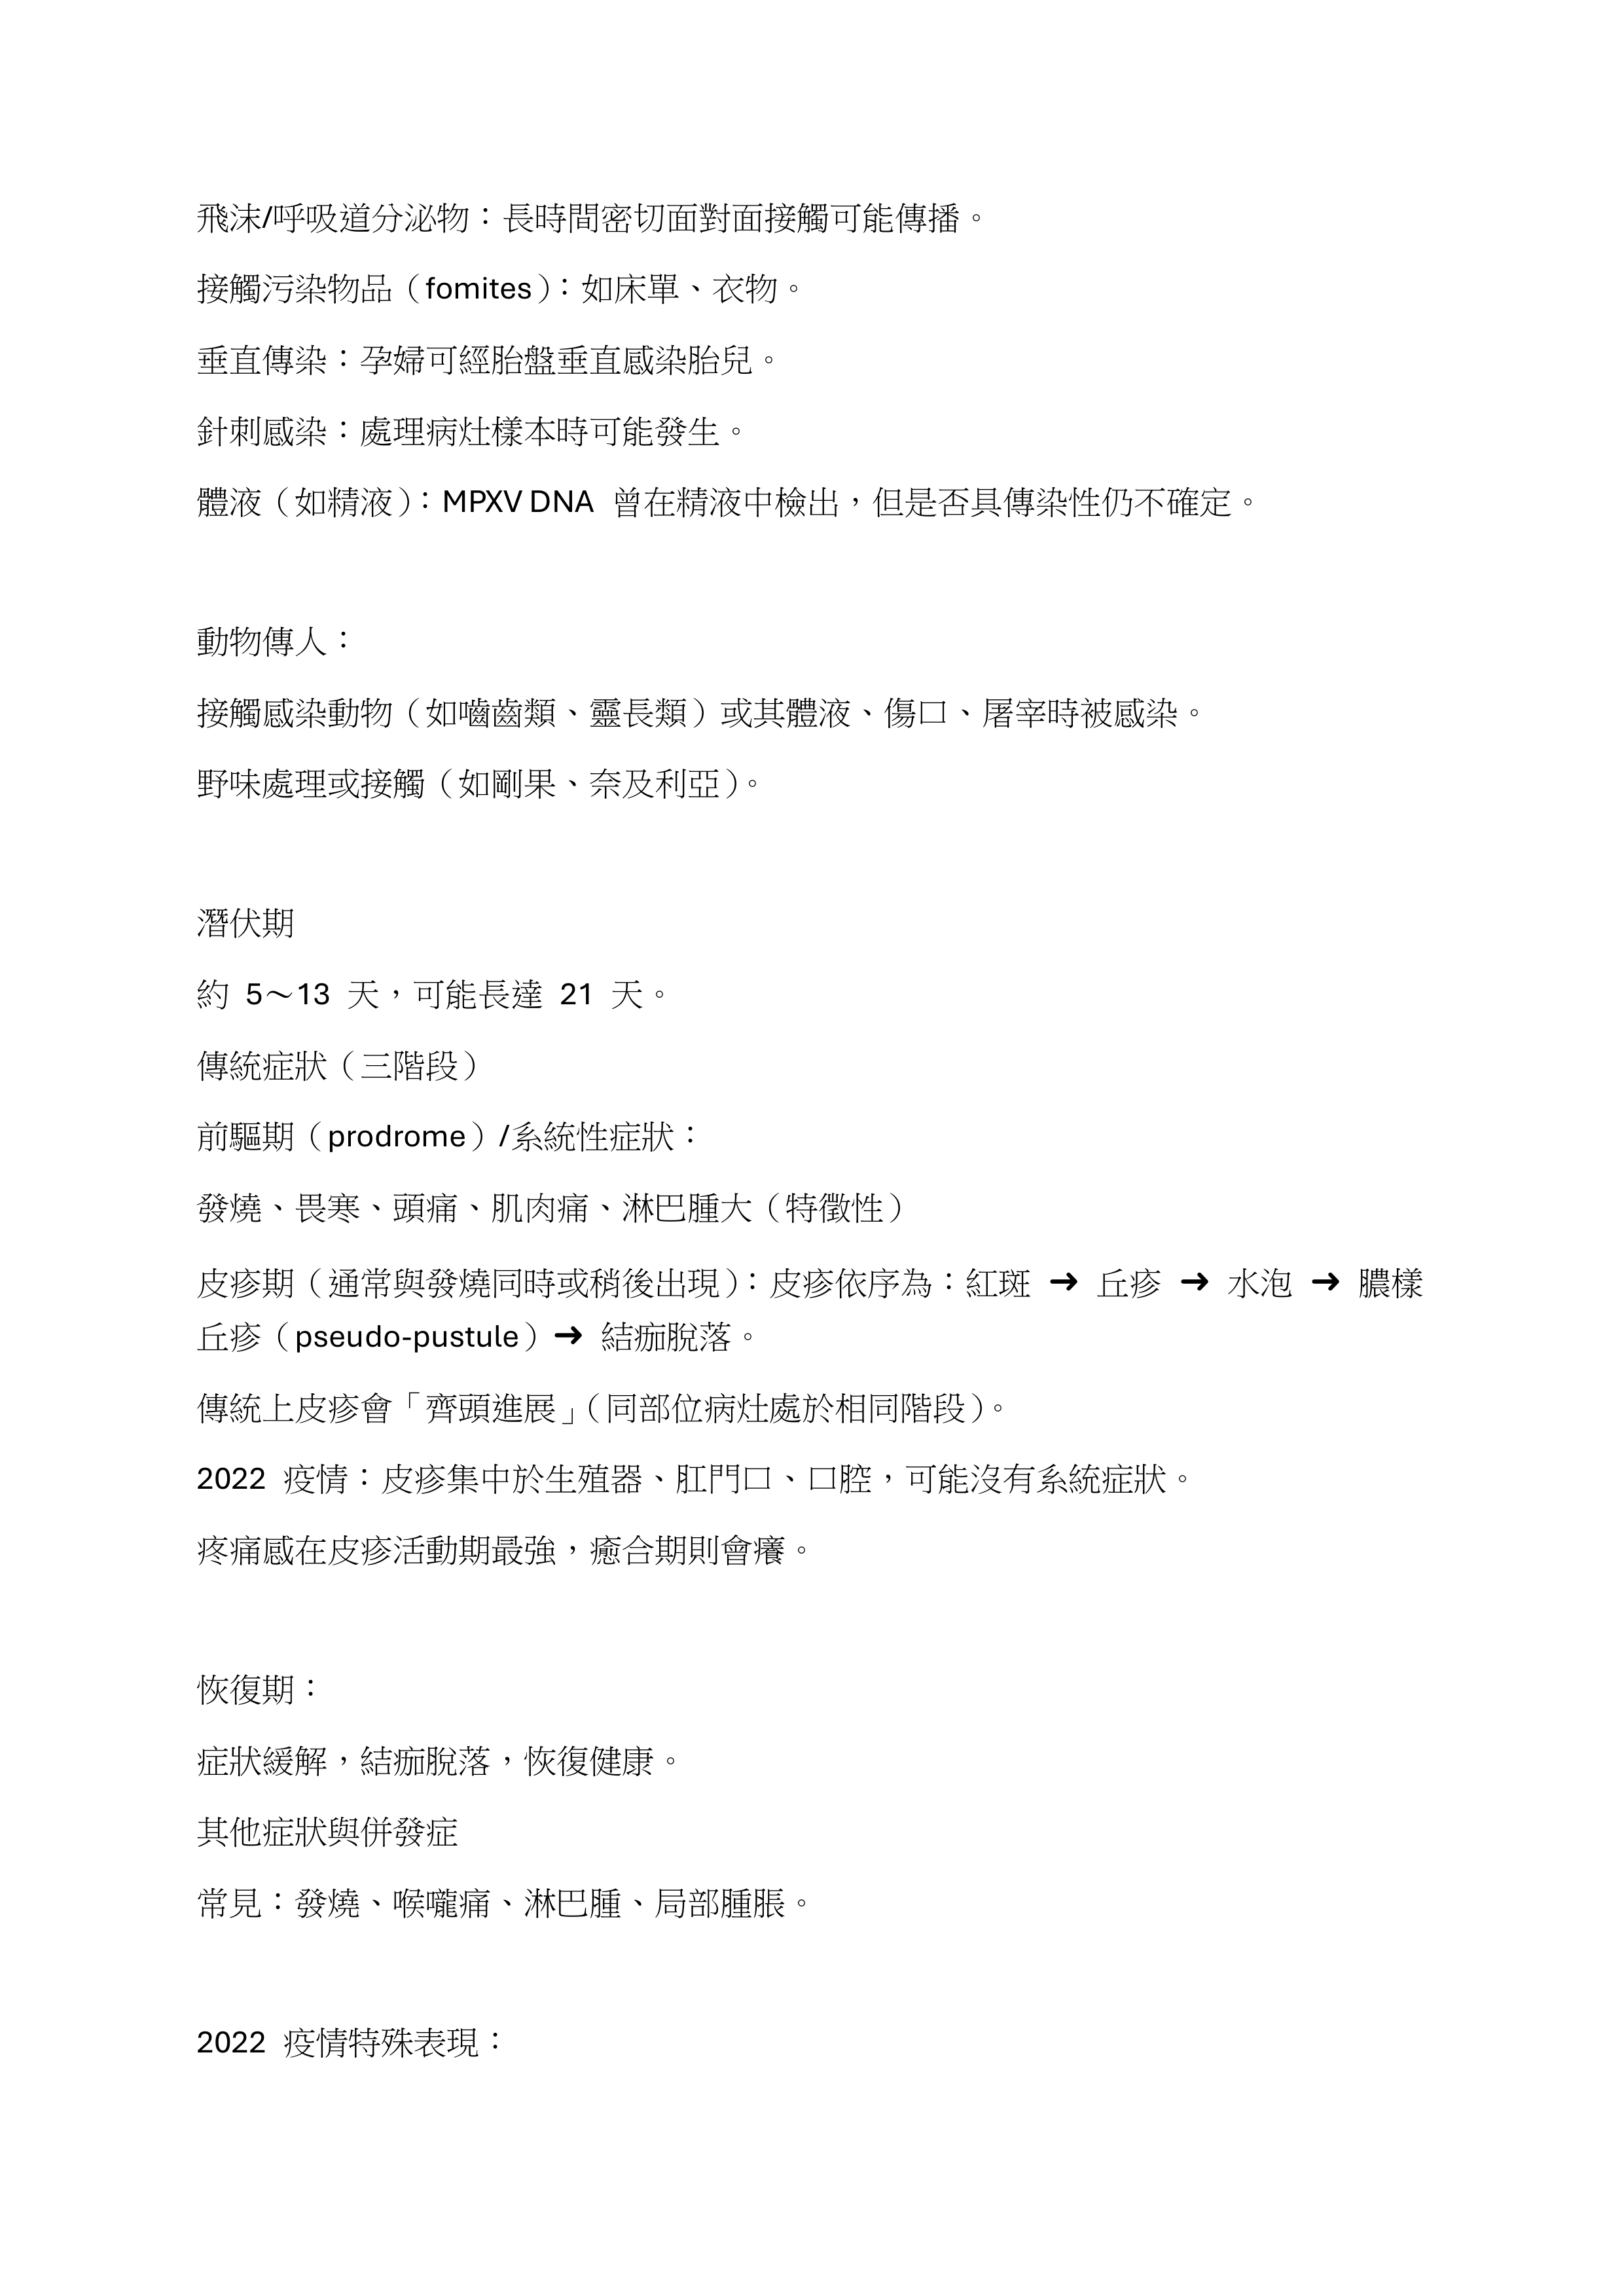 飛沫/呼吸道分泌物：長時間密切面對面接觸可能傳播。
接觸污染物品（fomites）：如床單、衣物。
垂直傳染：孕婦可經胎盤垂直感染胎兒。
針刺感染：處理病灶樣本時可能發生。
體液（如精液）：MPXV DNA 曾在精液中檢出，但是否具傳染性仍不確定。
動物傳人：
接觸感染動物（如嚙齒類、靈長類）或其體液、傷口、屠宰時被感染。
野味處理或接觸（如剛果、奈及利亞）。
潛伏期
約 5～13 天，可能長達 21 天。
傳統症狀（三階段）
前驅期（prodrome）/系統性症狀：
發燒、畏寒、頭痛、肌肉痛、淋巴腫大（特徵性）
皮疹期（通常與發燒同時或稍後出現）：皮疹依序為：紅斑 ➜ 丘疹 ➜ 水泡 ➜ 膿樣
丘疹（pseudo-pustule）➜ 結痂脫落。
傳統上皮疹會「齊頭進展」（同部位病灶處於相同階段）。
2022 疫情：皮疹集中於生殖器、肛門口、口腔，可能沒有系統症狀。
疼痛感在皮疹活動期最強，癒合期則會癢。
恢復期：
症狀緩解，結痂脫落，恢復健康。
其他症狀與併發症
常見：發燒、喉嚨痛、淋巴腫、局部腫脹。
2022 疫情特殊表現：